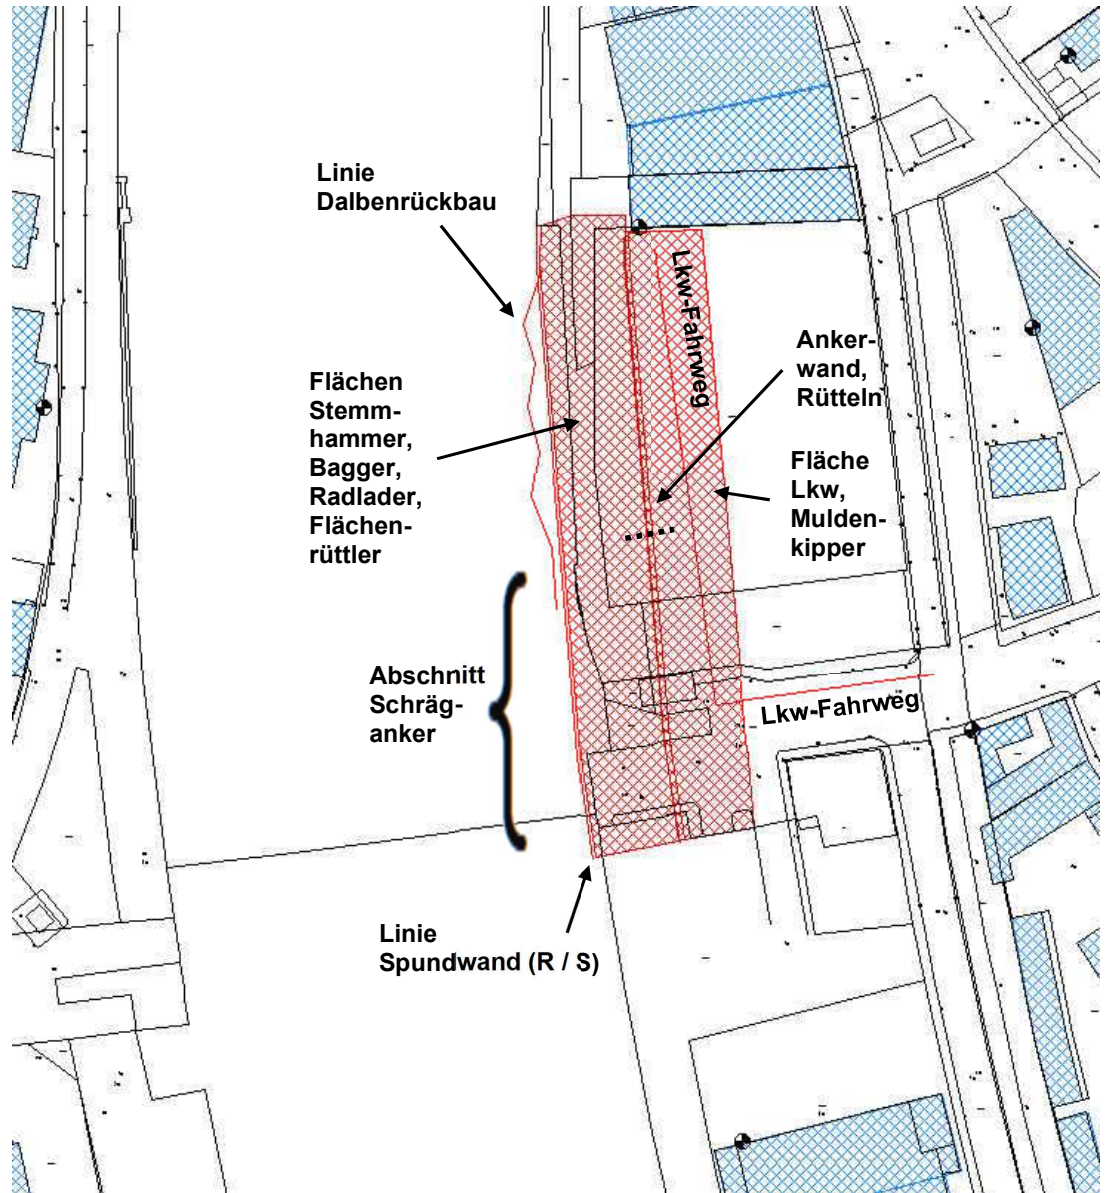 Linie
Dalbenrückbau
Lkw-Fahrweg
Anker-
wand,
Rütteln
Flächen
Stemm-
hammer,
Bagger,
Radlader,
Flächen-
rüttler
Fläche
Lkw,
Mulden-
kipper
Abschnitt
Schräg-
anker
Lkw-Fahrweg
Linie
Spundwand (R / S)